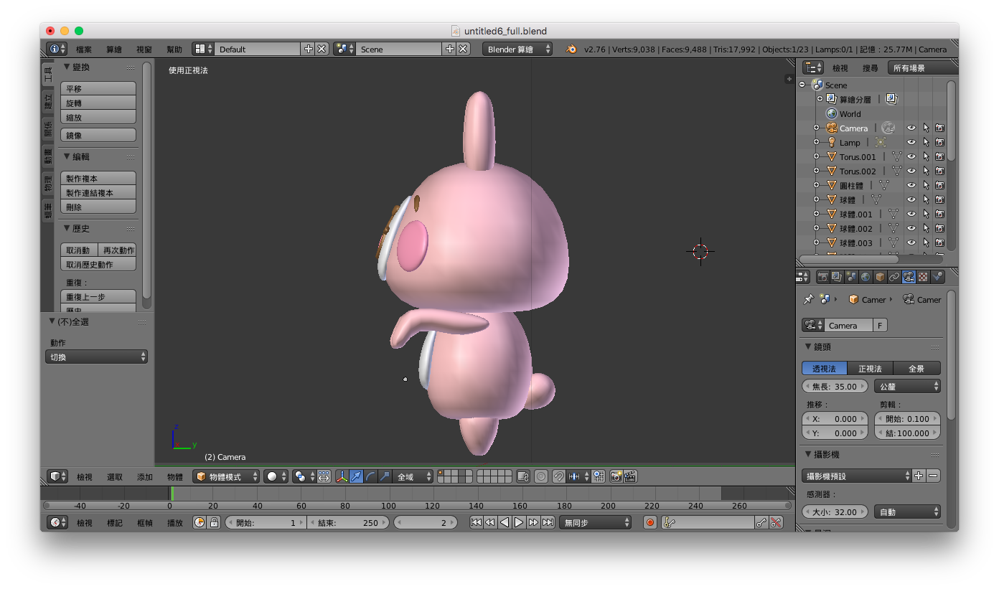 untitled6_full.blend
檔案 算繪 視窗 幫助 Default Scene Blender 算繪 v2.76 | Verts:9,038 | Faces:9,488 | Tris:17,992 | Objects:1/23 | Lamps:0/1 | 記憶：25.77M | Camera
工具
建立
關係
動畫
物理
蠟筆
變換
平移
旋轉
縮放
鏡像
編輯
製作複本
製作連結複本
刪除
歷史
取消動 再次動作
取消歷史動作
重復：
重復上一步
歷史
(不)全選
動作
切換
使用正視法
z
y
(2) Camera
檢視 選取 添加 物體 物體模式 全域
檢視 搜尋 所有場景
Scene
算繪分層 |
World
Camera |
Lamp |
Torus.001 |
Torus.002 |
圓柱體 |
球體 |
球體.001 |
球體.002 |
球體.003 |
Camer Camer
Camera F
鏡頭
透視法 正視法 全景
焦長: 35.00 公釐
推移： 剪輯：
X: 0.000 開始: 0.100
Y: 0.000 結:100.000
攝影機
攝影機預設
感測器：
大小: 32.00 自動
-40 -20 0 20 40 60 80 100 120 140 160 180 200 220 240 260
檢視 標記 框幀 播放 開始: 1 結束: 250 2 無同步